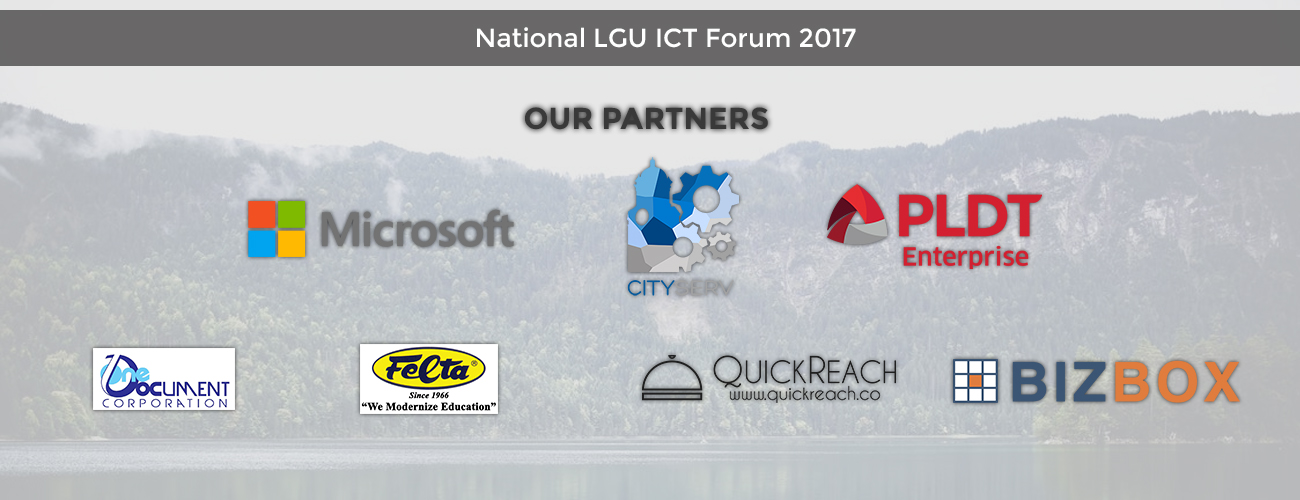 National LGU ICT Forum 2017
OUR PARTNERS
Microsoft
CITYSERV
PLDT
Enterprise
One
DOCUMENT
CORPORATION
Felta®
Since 1966
"We Modernize Education"
QUICKREACH
www.quickreach.co
BIZBOX